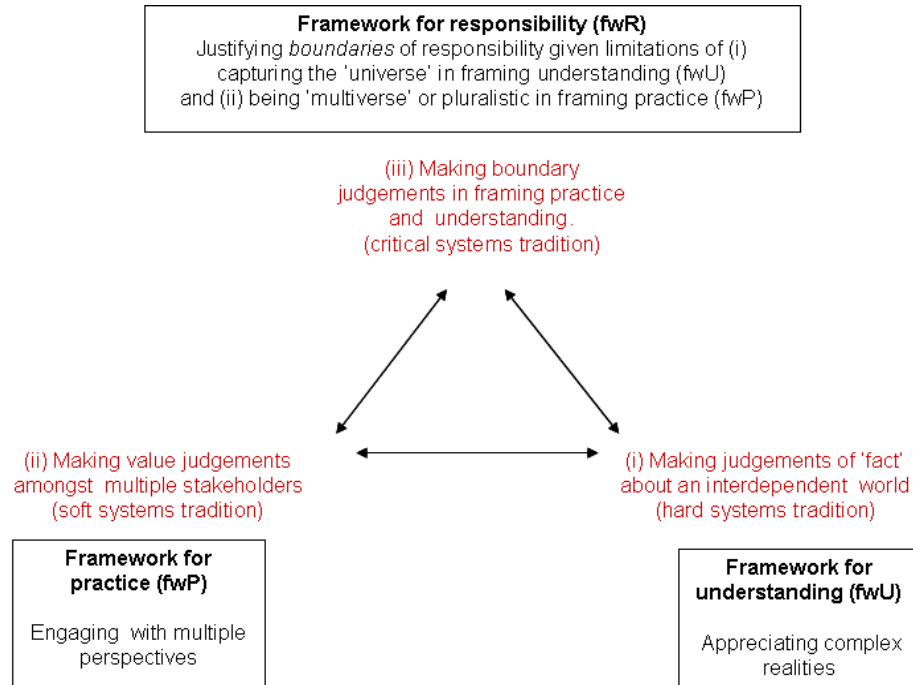 Framework for responsibility (fwR)
Justifying boundaries of responsibility given limitations of (i)
capturing the 'universe' in framing understanding (fwU)
and (ii) being 'multiverse' or pluralistic in framing practice (fwP)
(iii) Making boundary
judgements in framing practice
and understanding.
(critical systems tradition)
(ii) Making value judgements
amongst multiple stakeholders
(soft systems tradition)
(i) Making judgements of 'fact'
about an interdependent world
(hard systems tradition)
Framework for
practice (fwP)
Engaging with multiple
perspectives
Framework for
understanding (fwU)
Appreciating complex
realities